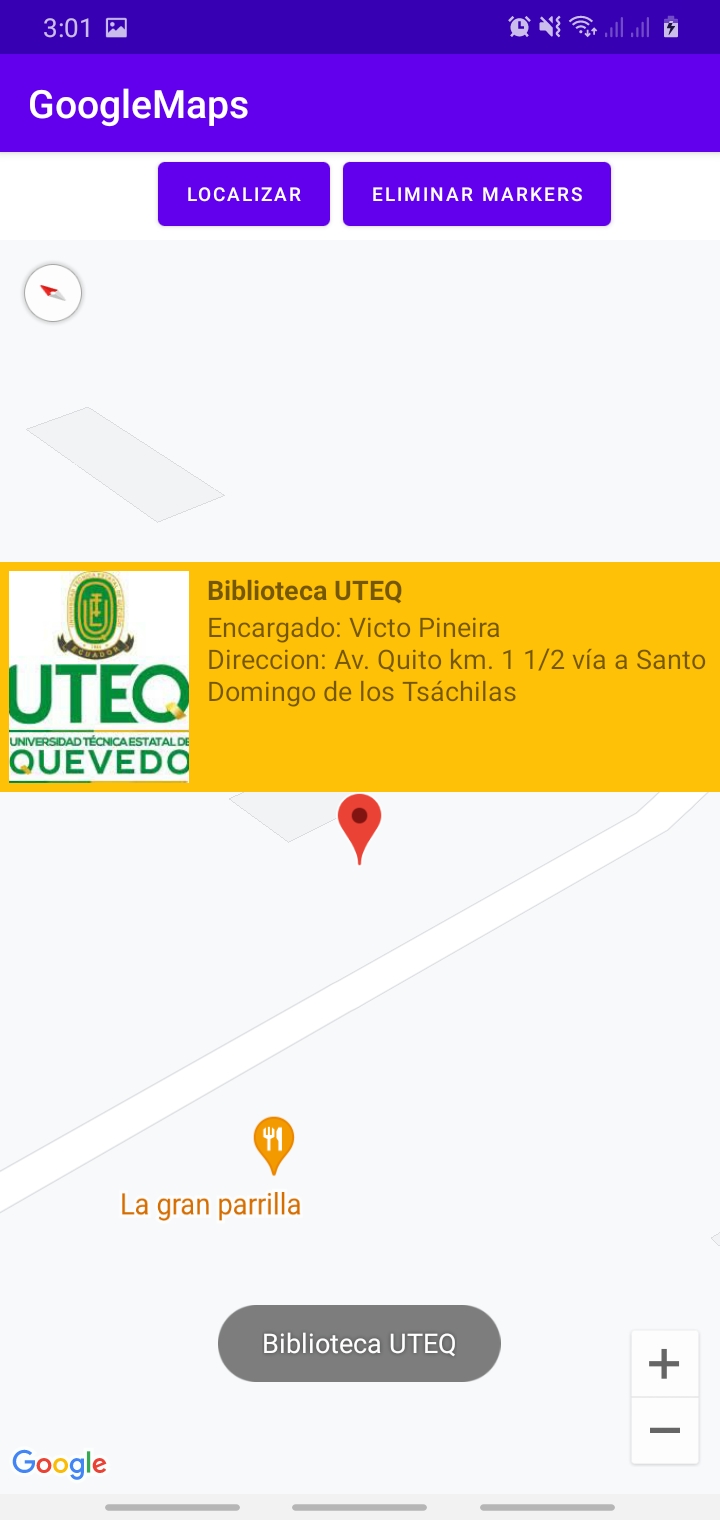 3:01
GoogleMaps
LOCALIZAR
ELIMINAR MARKERS
Biblioteca UTEQ
Encargado: Victo Pineira
Direccion: Av. Quito km. 1 1/2 vía a Santo
Domingo de los Tsáchilas
ECUADOR
UTEQ
UNIVERSIDAD TÉCNICA ESTATAL DE
QUEVEDO
La gran parrilla
Biblioteca UTEQ
Google